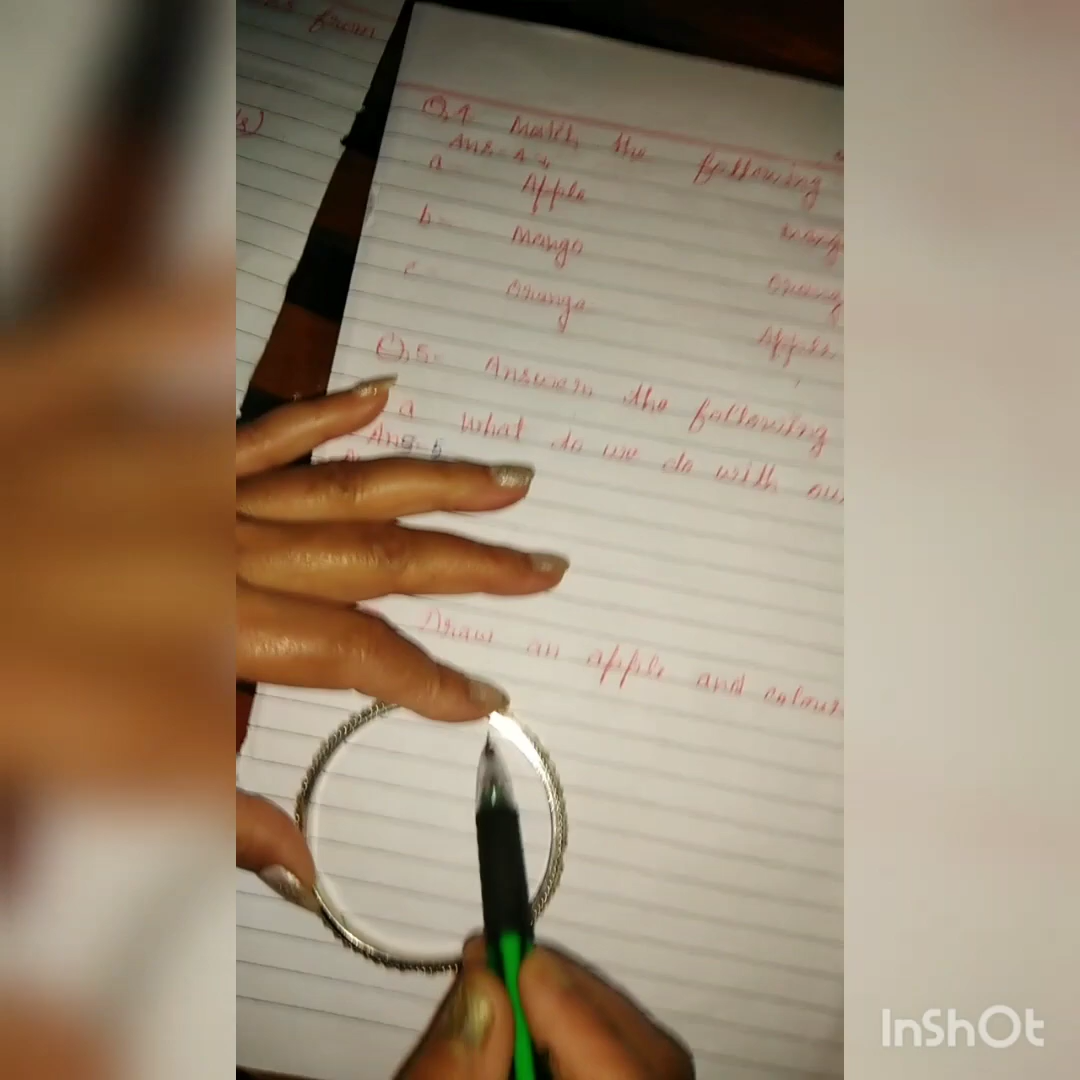 from
Q.4 Match the following
Ans-4→
a- Apple
b- Mango
c- Orange
Apple
Q.5- Answer the following
a What do we do with our
Ans-5
Draw an apple and colour
InShOt